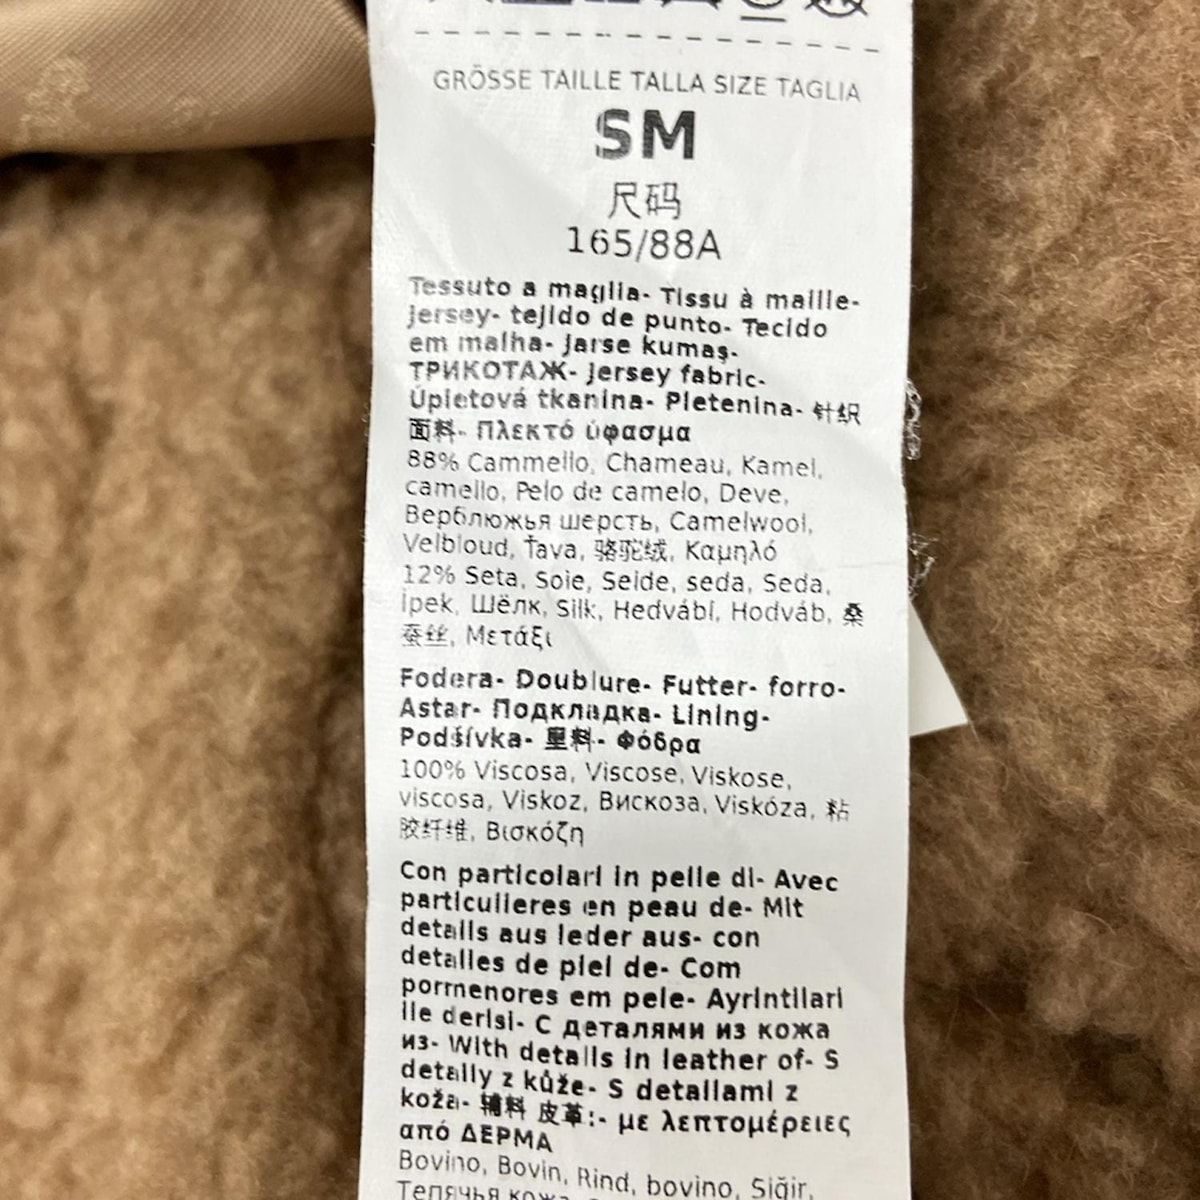 GRÖSSE TAILLE TALLA SIZE TAGLIA
SM
尺码
165/88A
Tessuto a maglia- Tissu à maille-
Jersey- tejido de punto- Tecido
em malha- Jarse kumaş-
ТРИКОТАЖ- Jersey fabric-
Úpletová tkanina- Pletenina- 针织
面料- Πλεκτό ύφασμα
88% Cammello, Chameau, Kamel,
camello, Pelo de camelo, Deve,
Верблюжья шерсть, Camelwool,
Velbloud, Ťava, 骆驼绒, Καμηλό
12% Seta, Soie, Seide, seda, Seda,
İpek, Шёлк, Silk, Hedvábí, Hodváb, 桑
蚕丝, Μετάξι
Fodera- Doublure- Futter- forro-
Astar- Подкладка- Lining-
Podšívka- 里料- Φόδρα
100% Viscosa, Viscose, Viskose,
viscosa, Viskoz, Вискоза, Viskóza, 粘
胶纤维, Βισκόζη
Con particolari in pelle di- Avec
particulieres en peau de- Mit
details aus leder aus- con
detalles de piel de- Com
pormenores em pele- Ayrintilari
ile derisi- С деталями из кожа
из- With details in leather of- S
detaily z kůže- S detailami z
koža- 辅料 皮革:- με λεπτομέρειες
από ΔΕΡΜΑ
Bovino, Bovin, Rind, bovino, Siğir,
Телячья кожа,